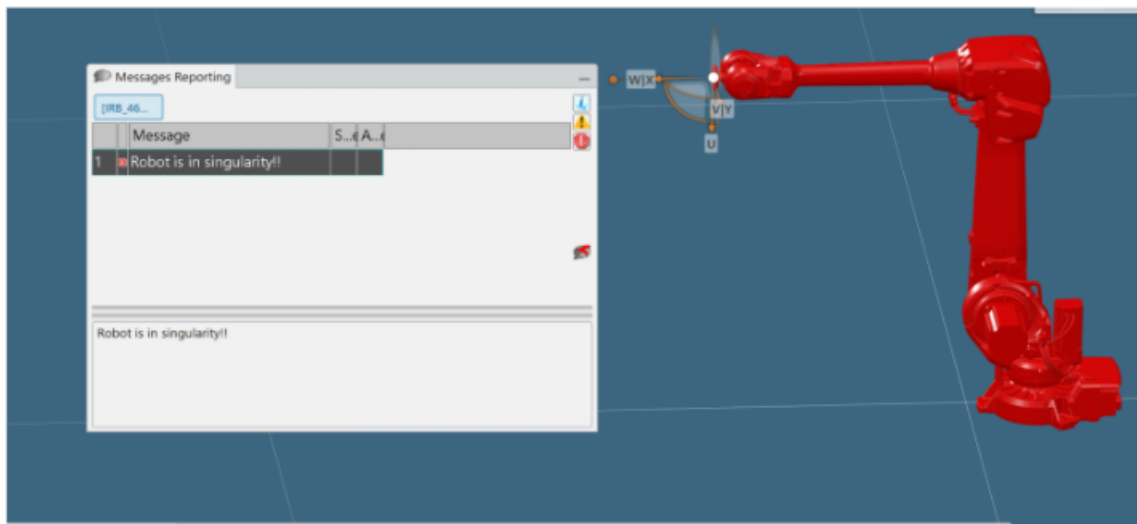 Messages Reporting
[IRB_46...
Message S...e A...e
1 Robot is in singularity!!
Robot is in singularity!!
W|X
V|Y
U